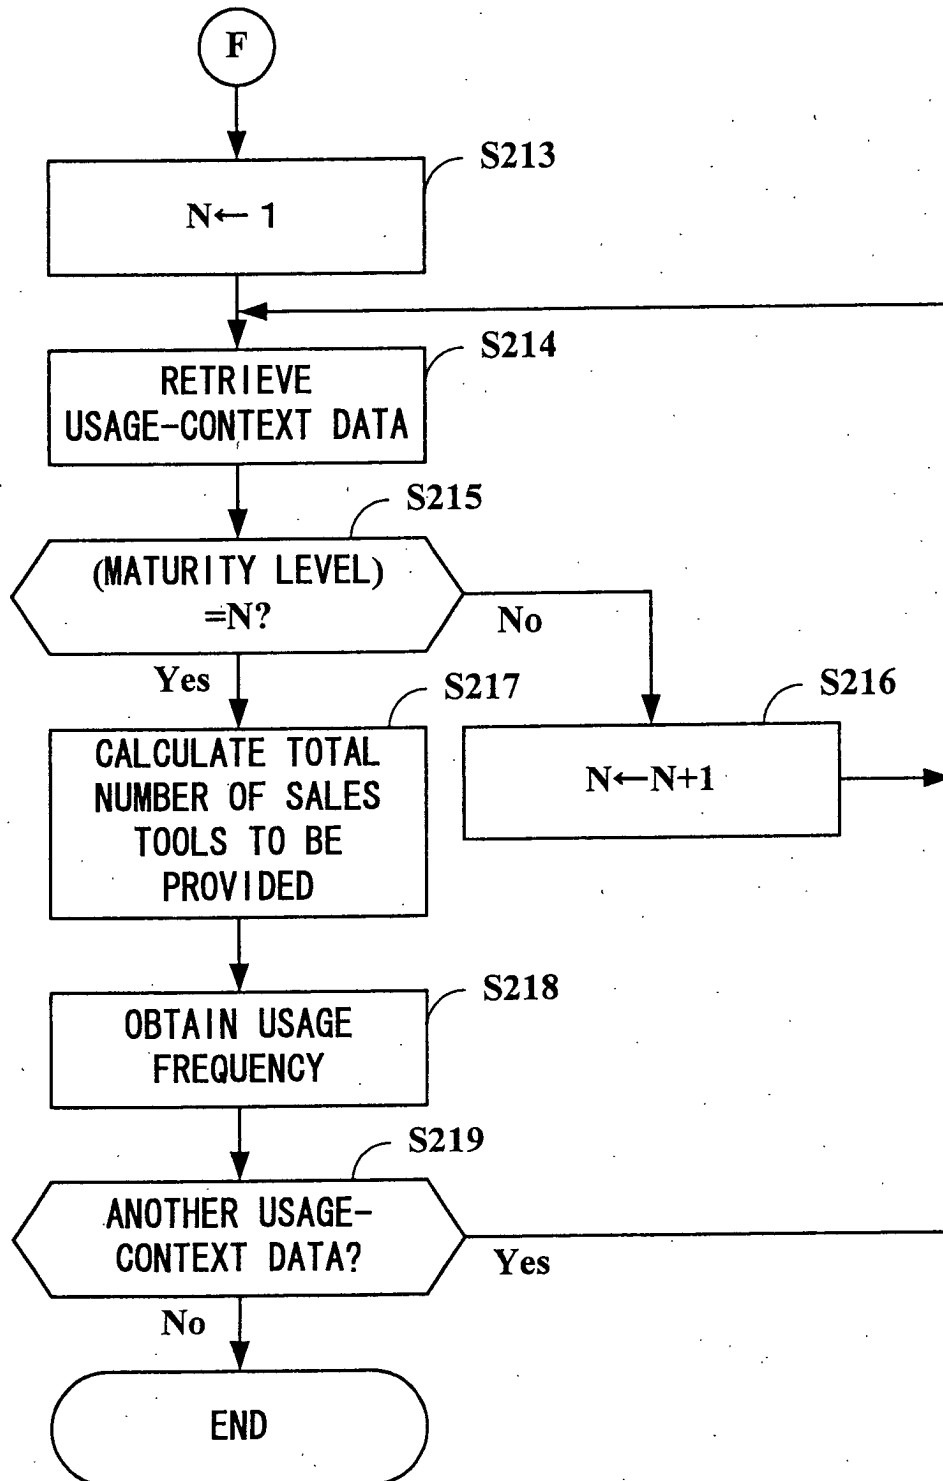 F
S213
N← 1
S214
RETRIEVE
USAGE-CONTEXT DATA
S215
(MATURITY LEVEL)
=N?
No
Yes
S217
S216
CALCULATE TOTAL
NUMBER OF SALES
TOOLS TO BE
PROVIDED
N←N+1
S218
OBTAIN USAGE
FREQUENCY
S219
ANOTHER USAGE-
CONTEXT DATA?
Yes
No
END